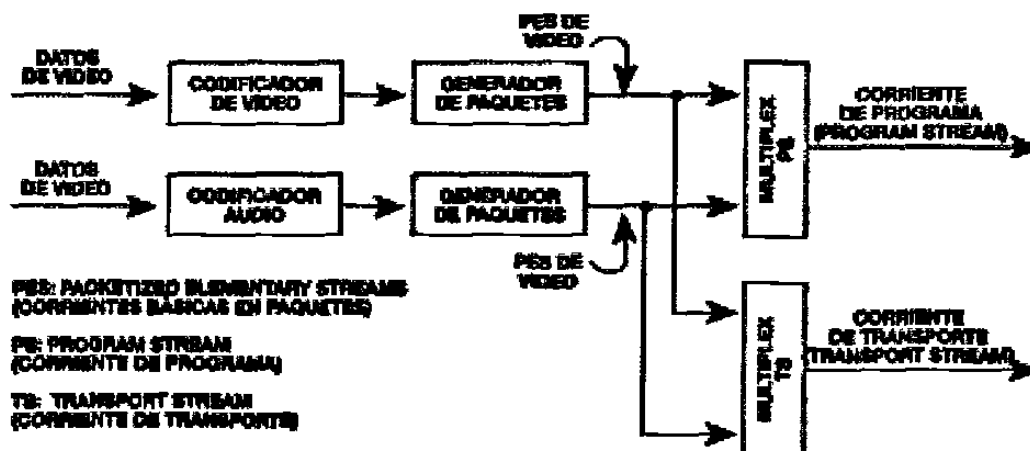 PES DE
VIDEO
DATOS
DE VIDEO
CODIFICADOR
DE VIDEO
GENERADOR
DE PAQUETES
MULTIPLEX
PS
CORRIENTE
DE PROGRAMA
(PROGRAM STREAM)
DATOS
DE VIDEO
CODIFICADOR
AUDIO
GENERADOR
DE PAQUETES
PES DE
VIDEO
PES: PACKETIZED ELEMENTARY STREAMS
(CORRIENTES BASICAS EN PAQUETES)
PS: PROGRAM STREAM
(CORRIENTE DE PROGRAMA)
TS: TRANSPORT STREAM
(CORRIENTE DE TRANSPORTE)
MULTIPLEX
TS
CORRIENTE
DE TRANSPORTE
(TRANSPORT STREAM)